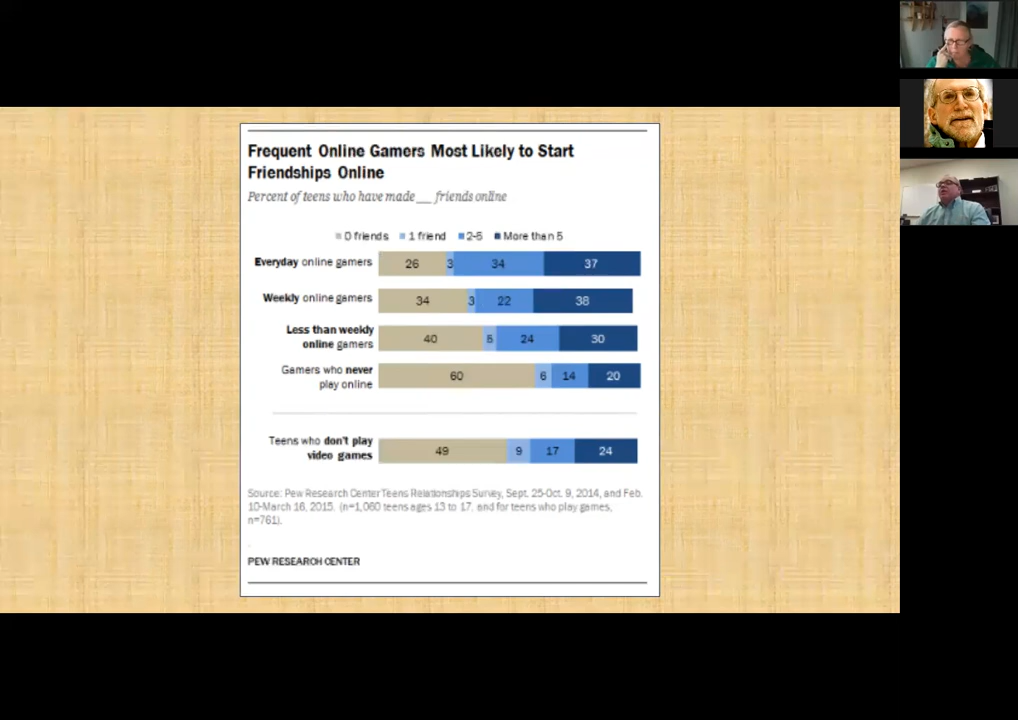 Frequent Online Gamers Most Likely to Start
Friendships Online
Percent of teens who have made __ friends online
0 friends 1 friend 2-5 More than 5
Everyday online gamers 26 3 34 37
Weekly online gamers 34 3 22 38
Less than weekly
online gamers 40 5 24 30
Gamers who never
play online 60 6 14 20
Teens who don't play
video games 49 9 17 24
Source: Pew Research Center Teens Relationships Survey, Sept. 25-Oct. 9, 2014, and Feb.
10-March 16, 2015. (n=1,060 teens ages 13 to 17, and for teens who play games,
n=761).
PEW RESEARCH CENTER